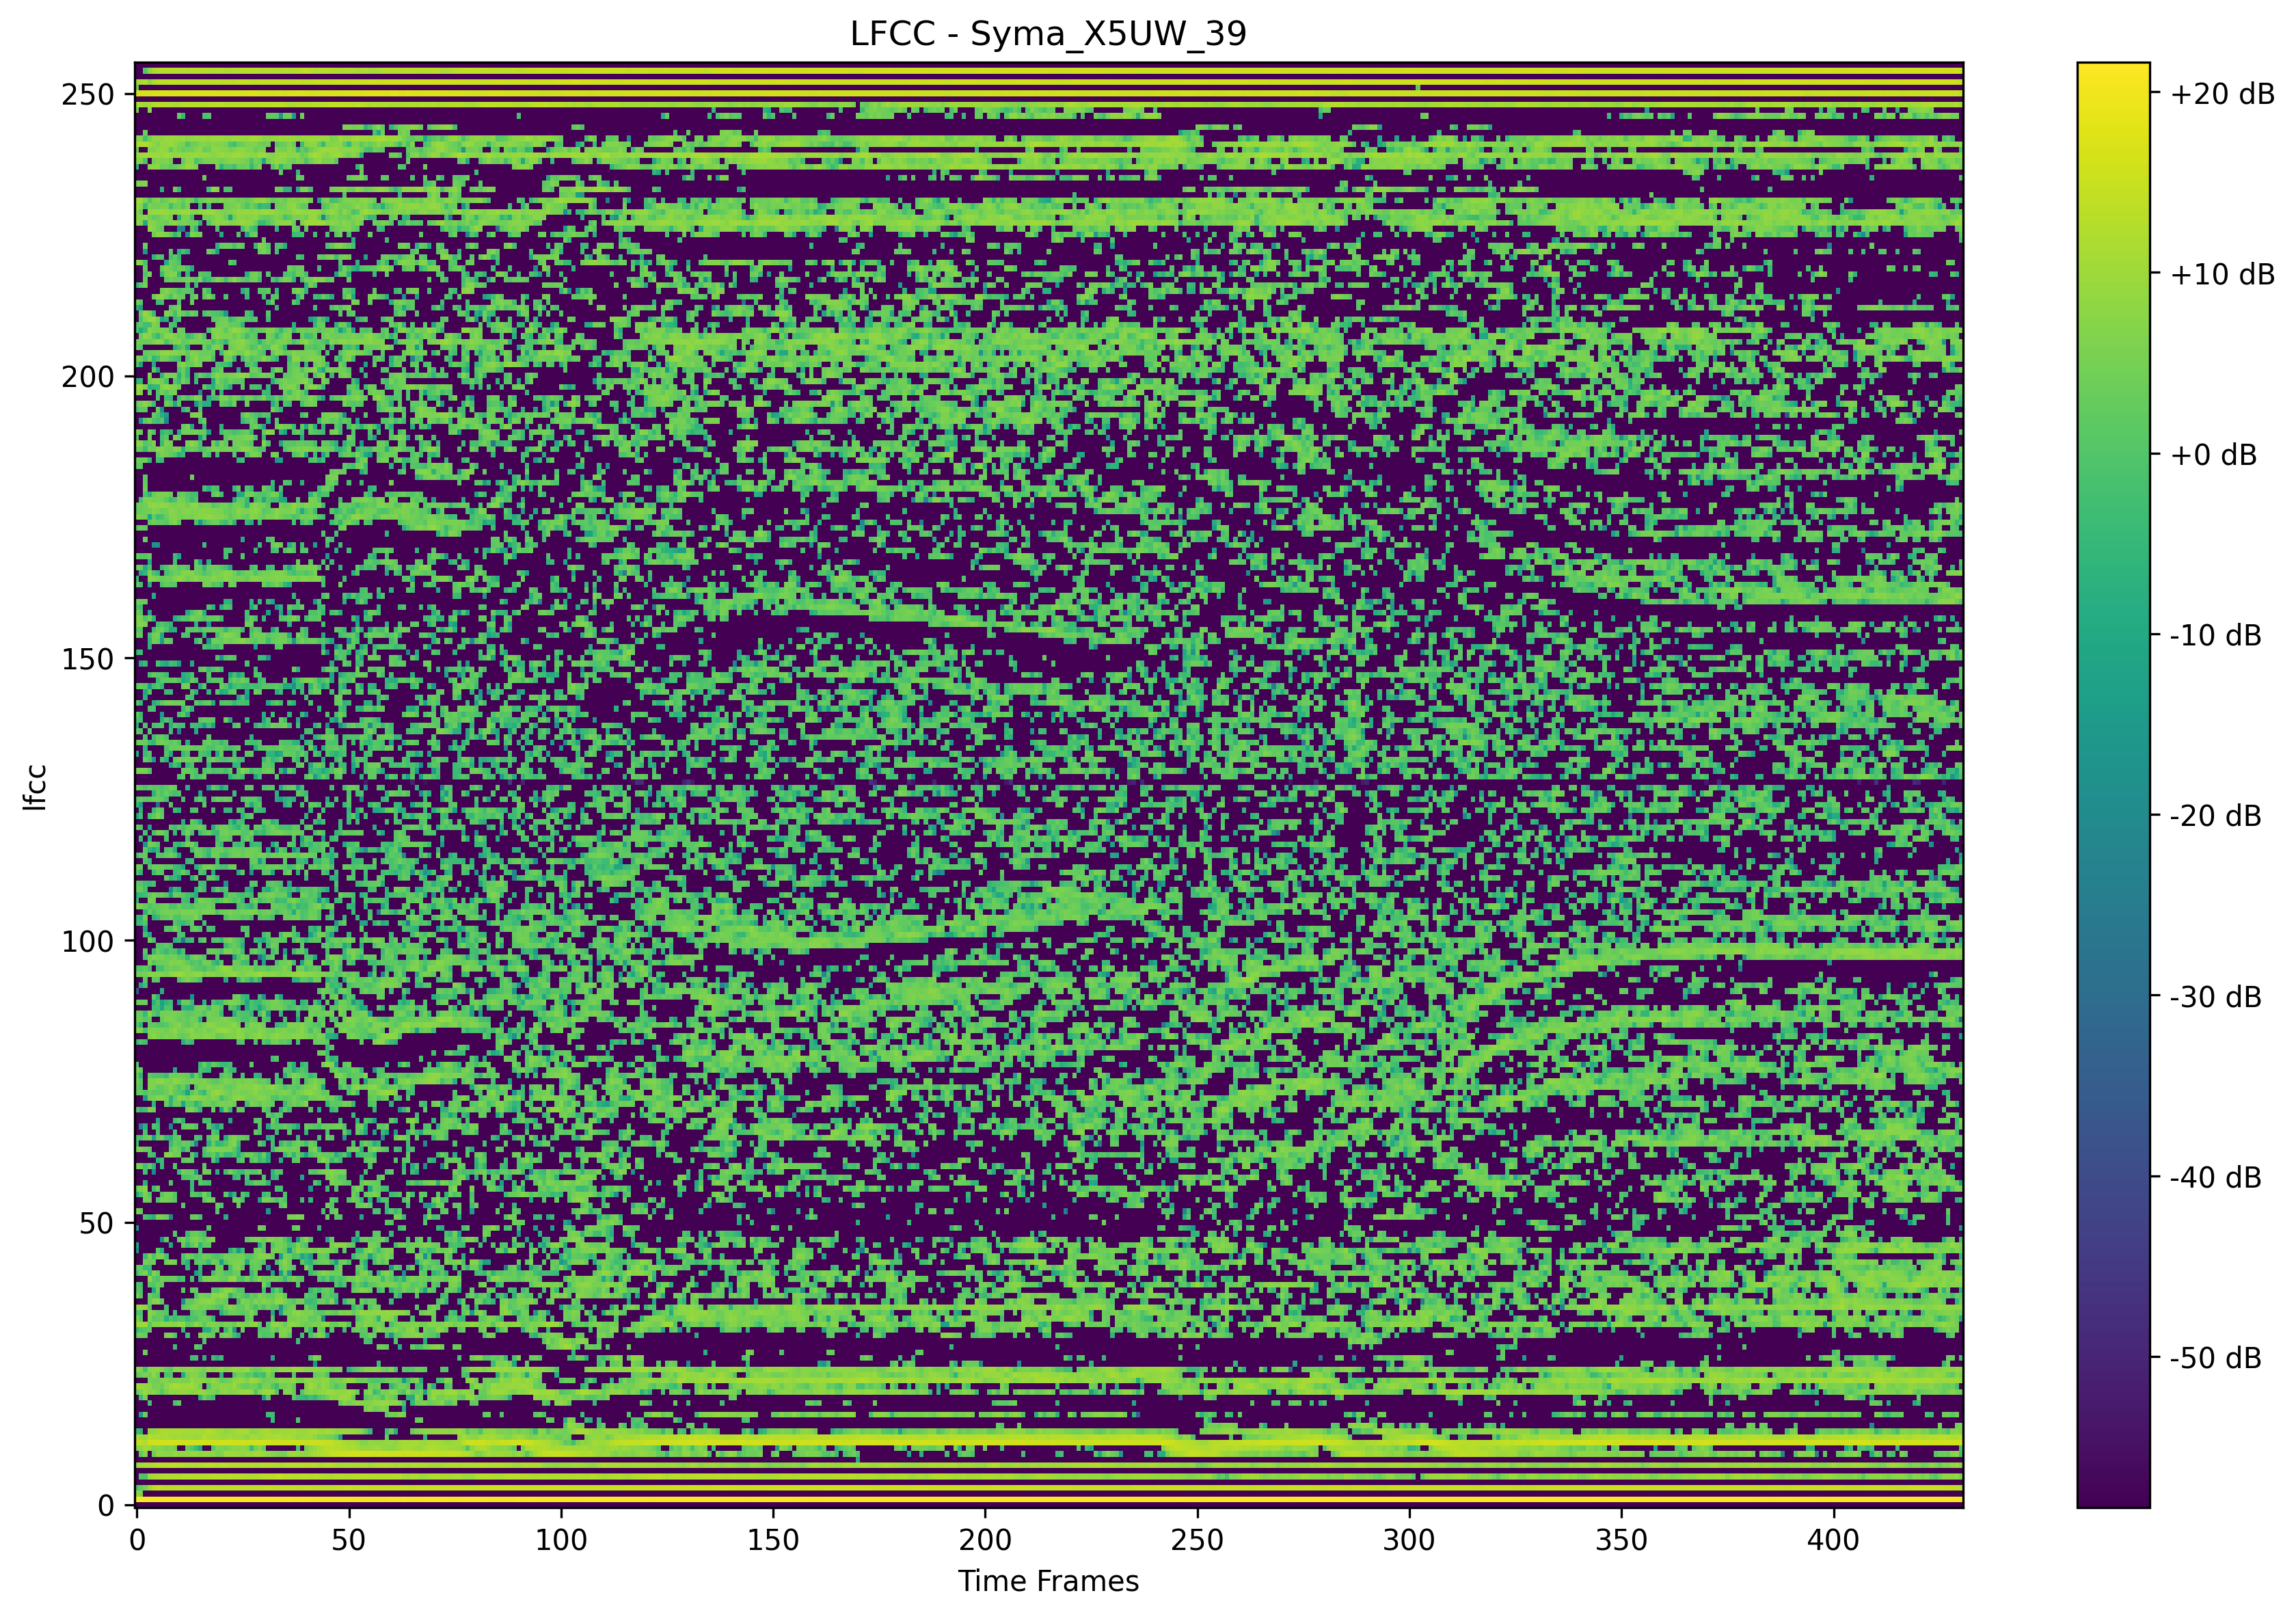 LFCC - Syma_X5UW_39
lfcc
250
200
150
100
50
0
0 50 100 150 200 250 300 350 400
Time Frames
+20 dB
+10 dB
+0 dB
-10 dB
-20 dB
-30 dB
-40 dB
-50 dB